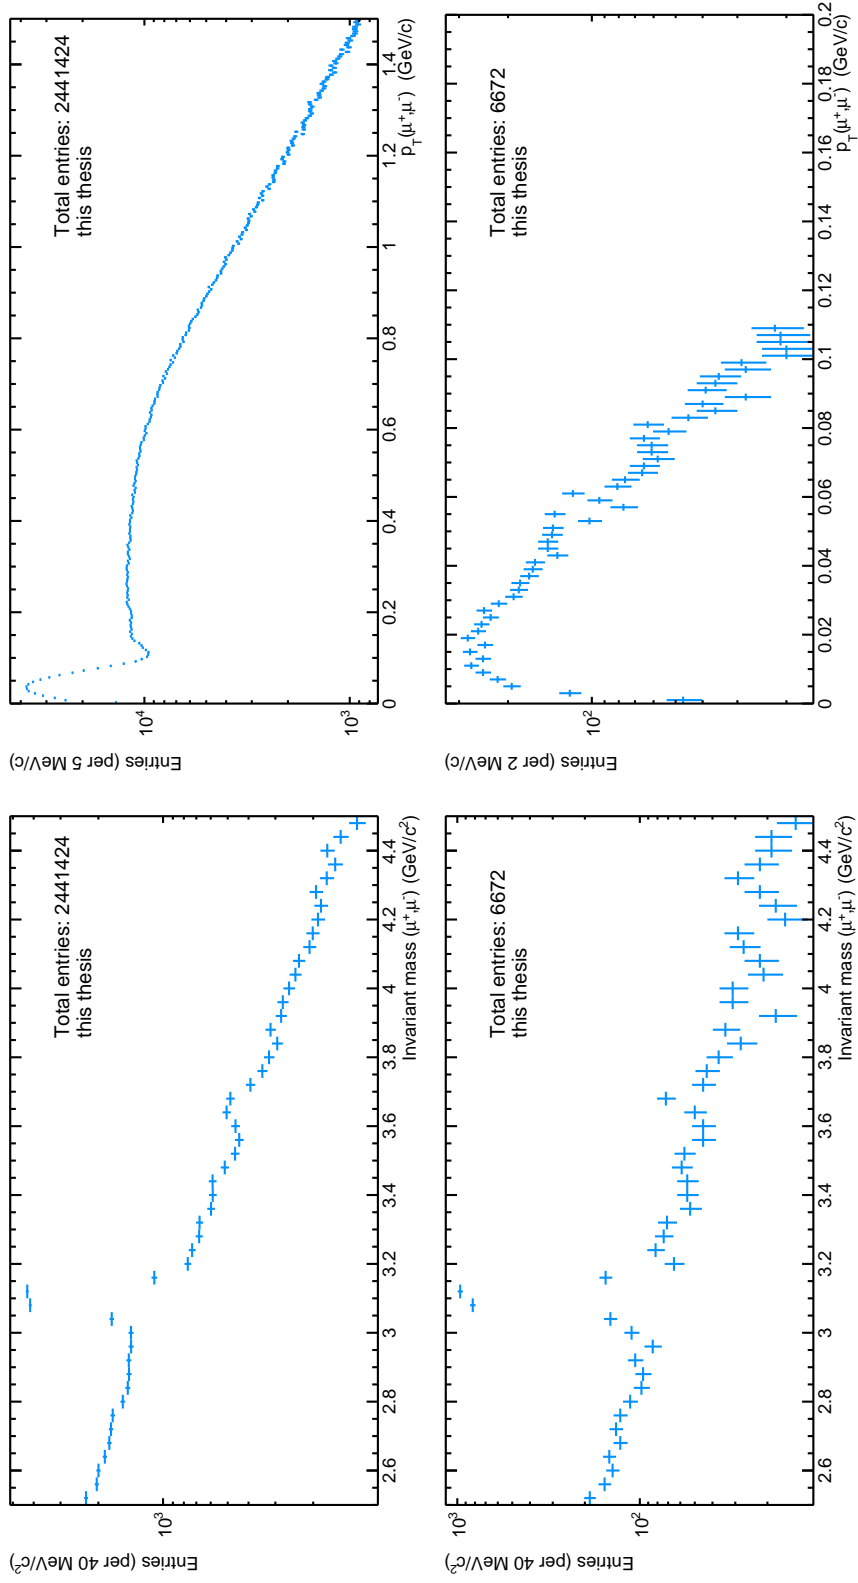 Entries (per 40 MeV/c²)
10³
Total entries: 2441424
this thesis
2.6 2.8 3 3.2 3.4 3.6 3.8 4 4.2 4.4
Invariant mass (μ⁺,μ⁻) (GeV/c²)
Entries (per 5 MeV/c)
10⁴
10³
Total entries: 2441424
this thesis
0 0.2 0.4 0.6 0.8 1 1.2 1.4
p_T(μ⁺,μ⁻) (GeV/c)
Entries (per 40 MeV/c²)
10³
10²
Total entries: 6672
this thesis
2.6 2.8 3 3.2 3.4 3.6 3.8 4 4.2 4.4
Invariant mass (μ⁺,μ⁻) (GeV/c²)
Entries (per 2 MeV/c)
10²
Total entries: 6672
this thesis
0 0.02 0.04 0.06 0.08 0.1 0.12 0.14 0.16 0.18 0.2
p_T(μ⁺,μ⁻) (GeV/c)